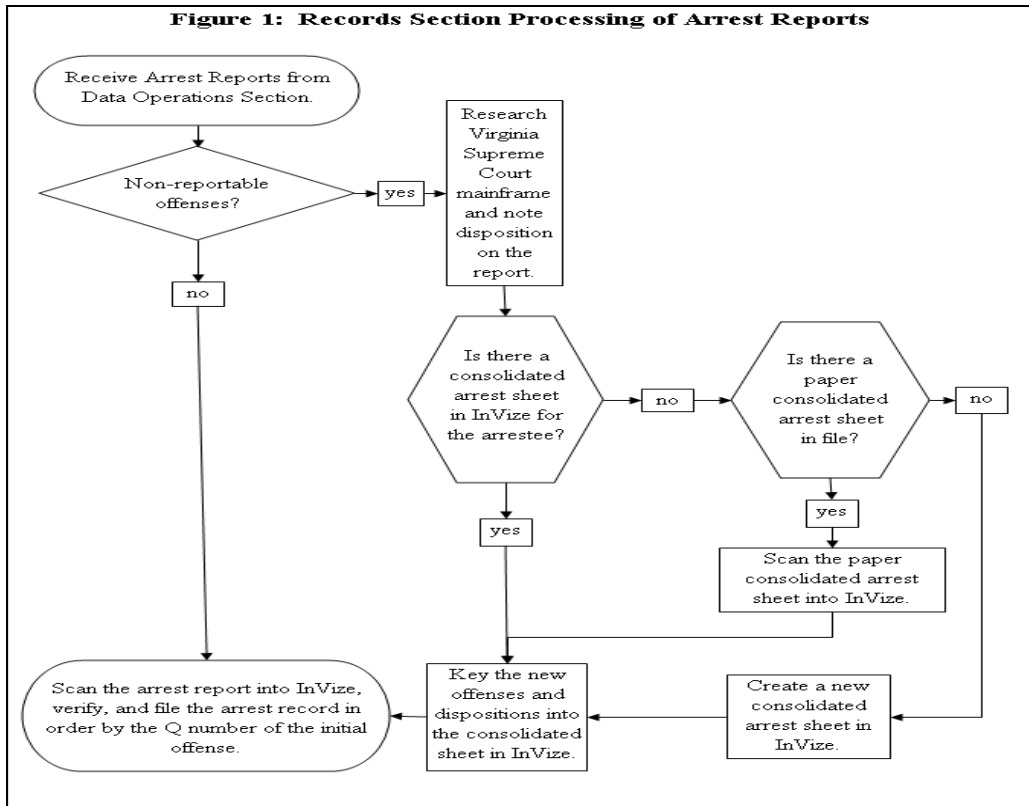 Figure 1: Records Section Processing of Arrest Reports
Receive Arrest Reports from
Data Operations Section.
Non-reportable
offenses?
yes
no
Research
Virginia
Supreme
Court
mainframe
and note
disposition
on the
report.
Is there a
consolidated
arrest sheet
in InVize for
the arrestee?
no
Is there a
paper
consolidated
arrest sheet
in file?
no
yes
yes
Scan the paper
consolidated arrest
sheet into InVize.
Scan the arrest report into InVize,
verify, and file the arrest record in
order by the Q number of the initial
offense.
Key the new
offenses and
dispositions into
the consolidated
sheet in InVize.
Create a new
consolidated
arrest sheet in
InVize.